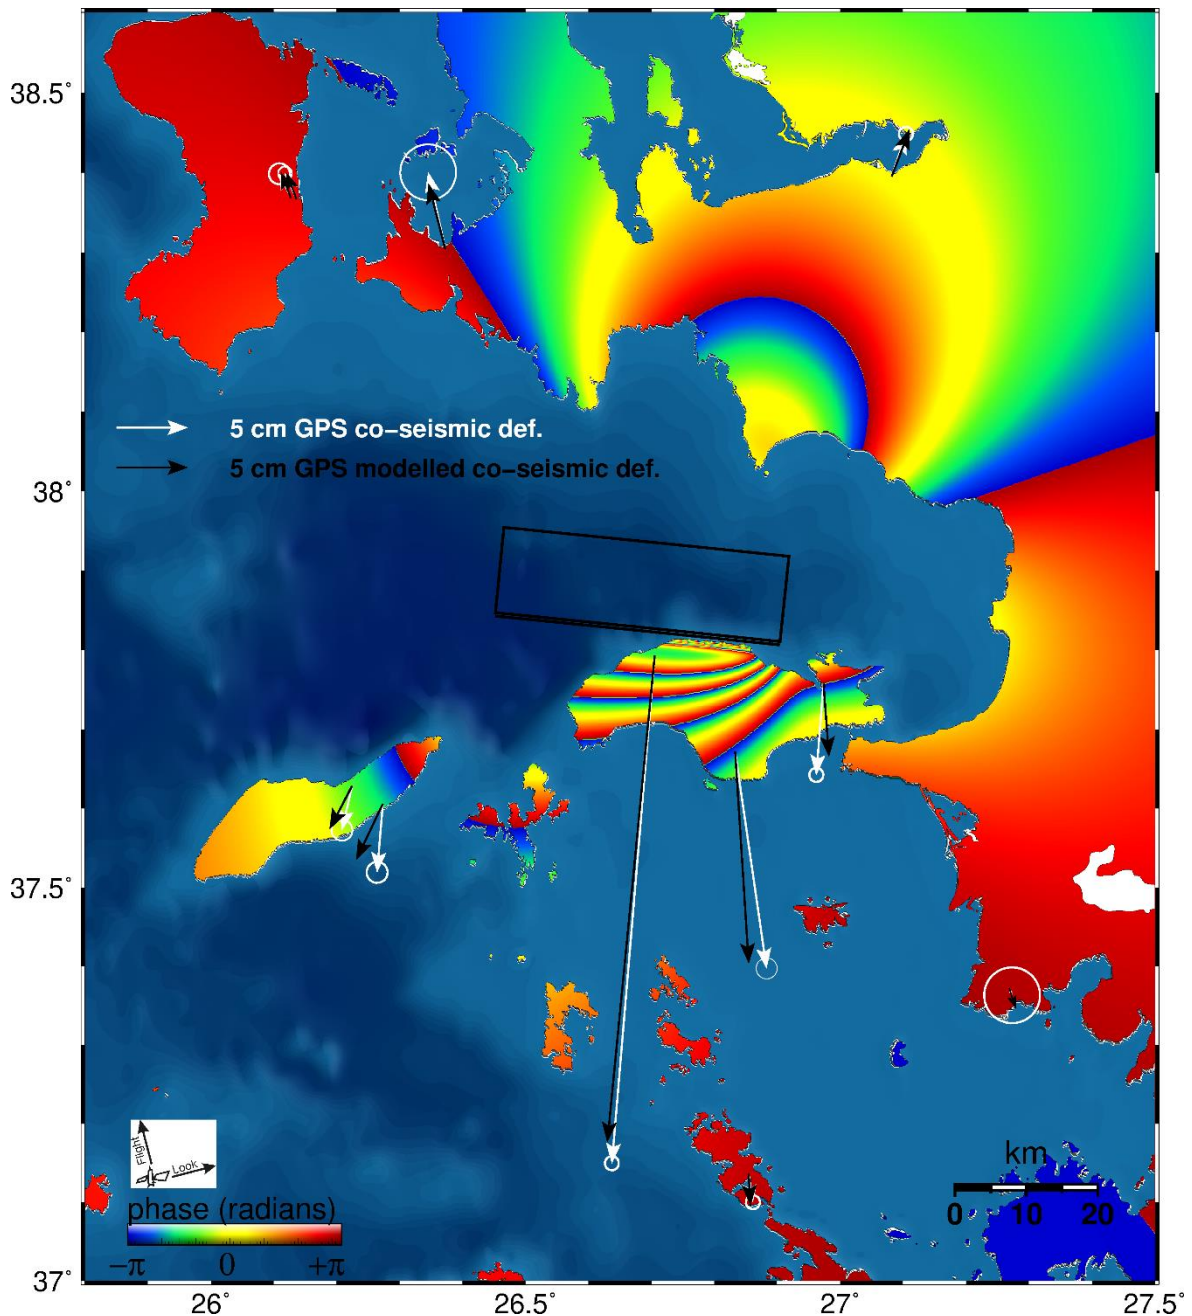 38.5°
5 cm GPS co−seismic def.
5 cm GPS modelled co−seismic def.
38°
37.5°
Flight
Look
phase (radians)
−π 0 +π
km
0 10 20
37°
26° 26.5° 27° 27.5°